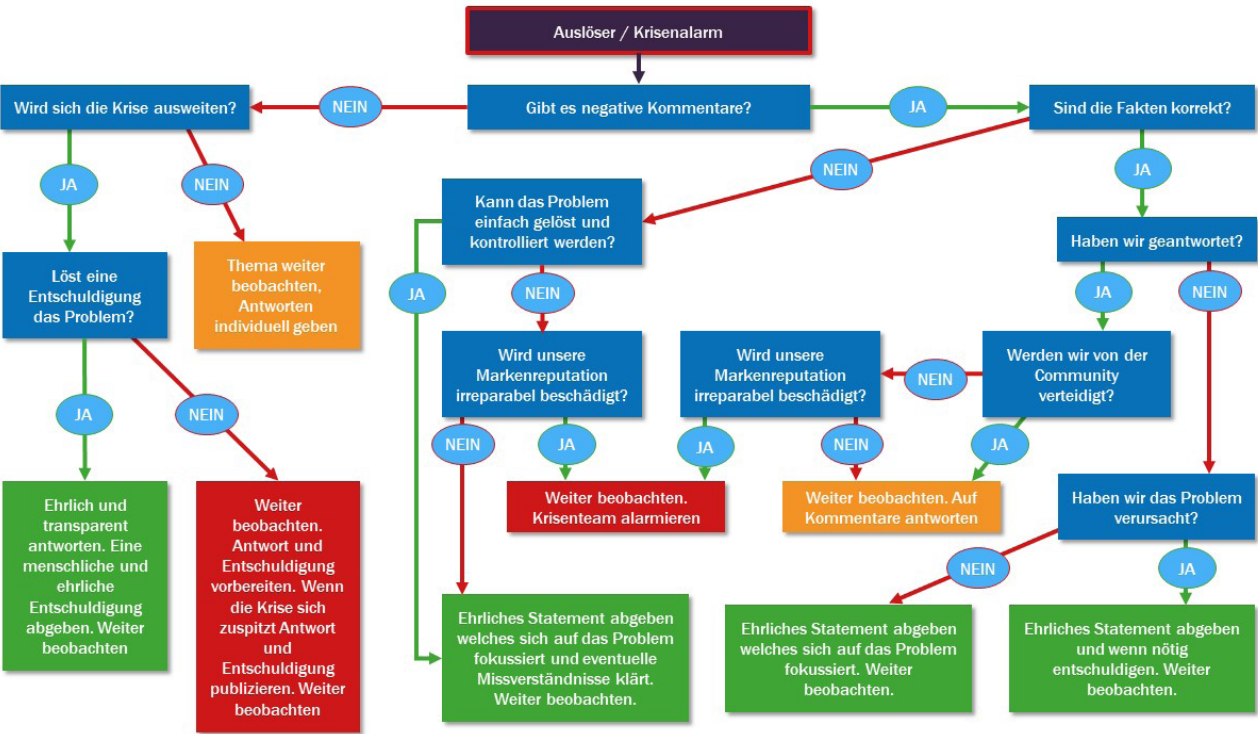 Auslöser / Krisenalarm
Wird sich die Krise ausweiten?
NEIN
Gibt es negative Kommentare?
JA
Sind die Fakten korrekt?
JA
NEIN
NEIN
JA
Kann das Problem
einfach gelöst und
kontrolliert werden?
Haben wir geantwortet?
Löst eine
Entschuldigung
das Problem?
Thema weiter
beobachten,
Antworten
individuell geben
JA
NEIN
JA
NEIN
Wird unsere
Markenreputation
irreparabel beschädigt?
Wird unsere
Markenreputation
irreparabel beschädigt?
NEIN
Werden wir von der
Community
verteidigt?
JA
NEIN
NEIN
JA
JA
NEIN
JA
Ehrlich und
transparent
antworten. Eine
menschliche und
ehrliche
Entschuldigung
abgeben. Weiter
beobachten
Weiter
beobachten.
Antwort und
Entschuldigung
vorbereiten. Wenn
die Krise sich
zuspitzt Antwort
und
Entschuldigung
publizieren. Weiter
beobachten
Weiter beobachten.
Krisenteam alarmieren
Weiter beobachten. Auf
Kommentare antworten
Haben wir das Problem
verursacht?
NEIN
JA
Ehrliches Statement abgeben
welches sich auf das Problem
fokussiert und eventuelle
Missverständnisse klärt.
Weiter beobachten.
Ehrliches Statement abgeben
welches sich auf das Problem
fokussiert. Weiter
beobachten.
Ehrliches Statement abgeben
und wenn nötig
entschuldigen. Weiter
beobachten.